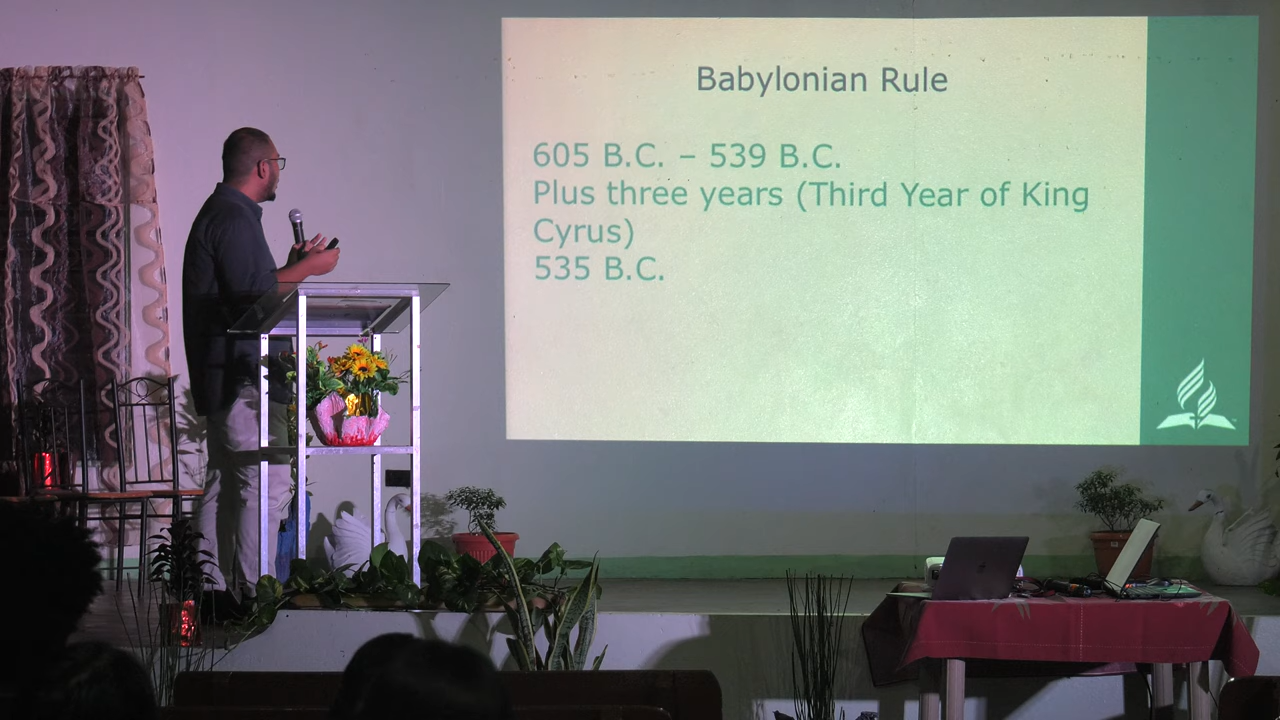 Babylonian Rule
605 B.C. – 539 B.C.
Plus three years (Third Year of King
Cyrus)
535 B.C.